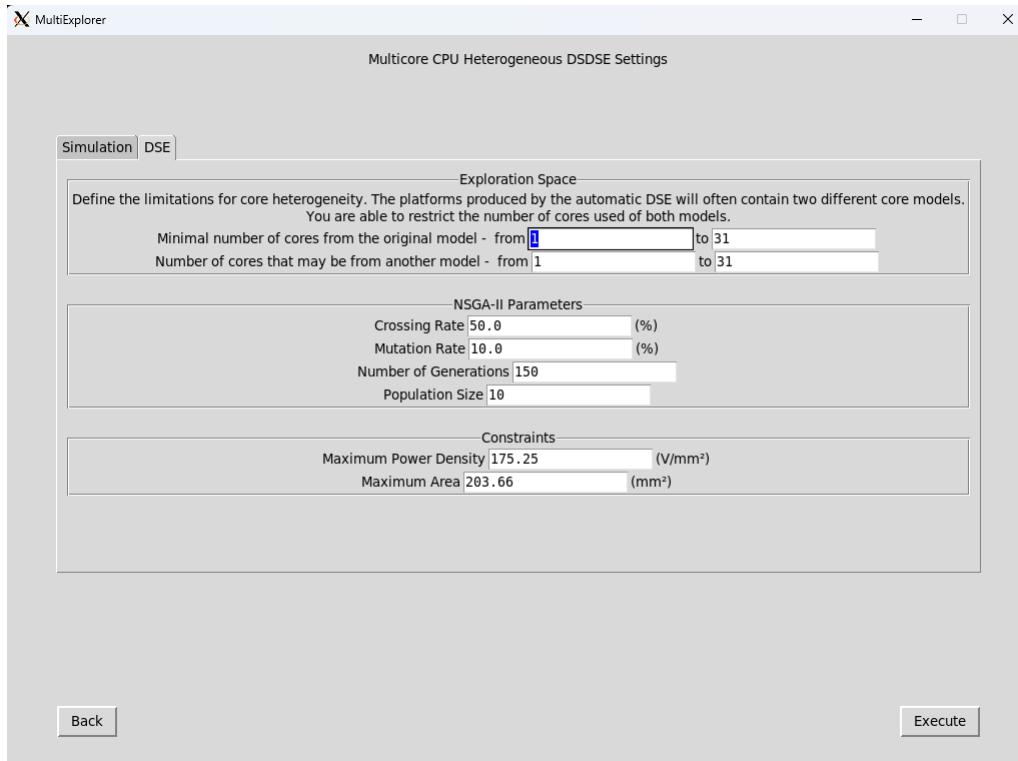 MultiExplorer
Multicore CPU Heterogeneous DSDSE Settings
Simulation DSE
Exploration Space
Define the limitations for core heterogeneity. The platforms produced by the automatic DSE will often contain two different core models.
You are able to restrict the number of cores used of both models.
Minimal number of cores from the original model - from 1 to 31
Number of cores that may be from another model - from 1 to 31
NSGA-II Parameters
Crossing Rate 50.0 (%)
Mutation Rate 10.0 (%)
Number of Generations 150
Population Size 10
Constraints
Maximum Power Density 175.25 (V/mm²)
Maximum Area 203.66 (mm²)
Back Execute